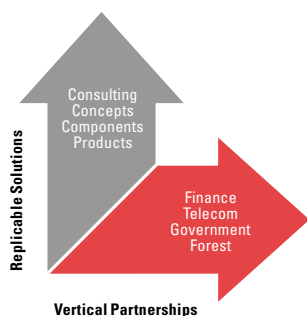 Consulting
Concepts
Components
Products
Replicable Solutions
Finance
Telecom
Government
Forest
Vertical Partnerships